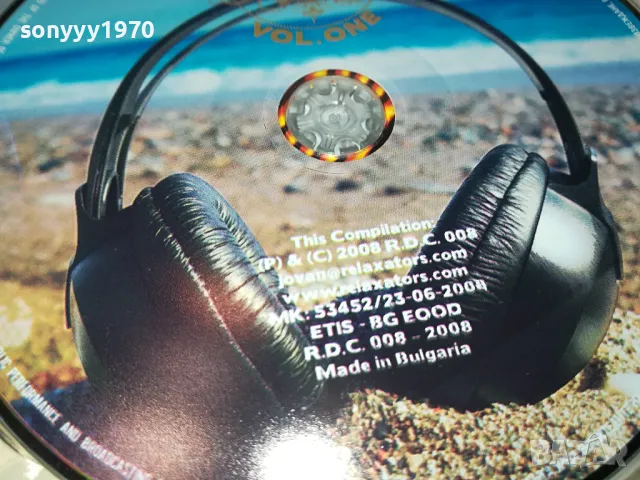 sonyyy1970
VOL.ONE
This Compilation:
(P) & (C) 2008 R.D.C. 008
jovan@relaxators.com
www.relaxators.com
MK: 53452/23-06-2008
ETIS - BG EOOD
R.D.C. 008 - 2008
Made in Bulgaria
PERFORMANCE AND BROADCASTING
BAZAR